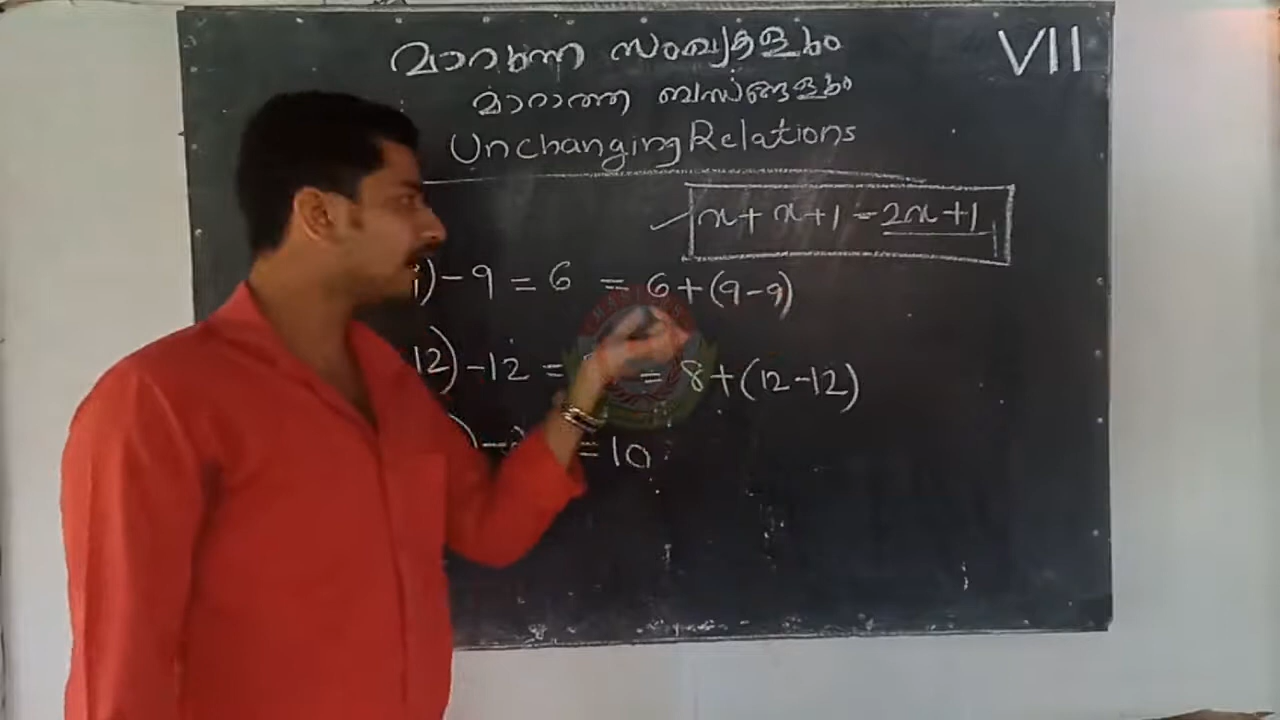 മാറുന്ന സംഖ്യകളും
VII
മാറാത്ത ബന്ധങ്ങളും
Unchanging Relations
x + x + 1 = 2x + 1
) - 9 = 6 = 6 + (9 - 9)
12) - 12 = = 8 + (12 - 12)
) - = 10